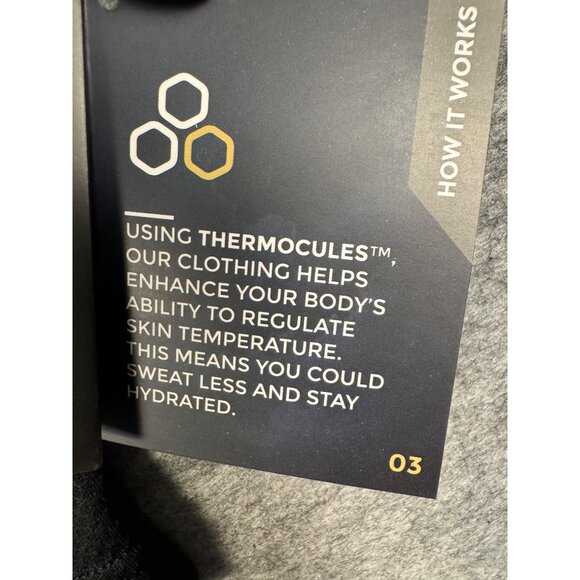 HOW IT WORKS
USING THERMOCULES™,
OUR CLOTHING HELPS
ENHANCE YOUR BODY'S
ABILITY TO REGULATE
SKIN TEMPERATURE.
THIS MEANS YOU COULD
SWEAT LESS AND STAY
HYDRATED.
03